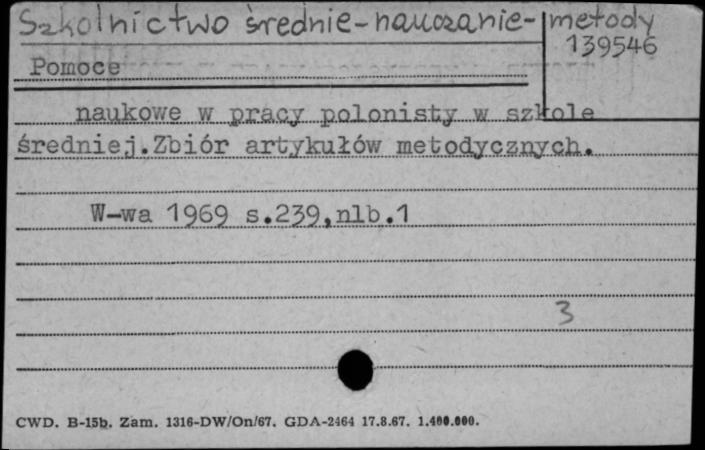 Szkolnictwo średnie-nauczanie-metody
139546
Pomoce
naukowe w pracy polonisty w szkole
średniej.Zbiór artykułów metodycznych.
W-wa 1969 s.239,nlb.1
3
CWD. B-15b. Zam. 1316-DW/On/67. GDA-2464 17.8.67. 1.400.000.